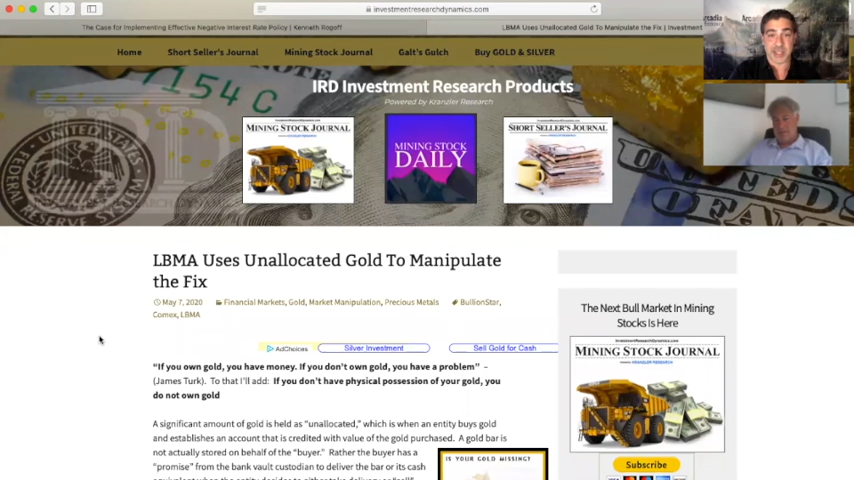 investmentresearchdynamics.com
The Case for Implementing Effective Negative Interest Rate Policy | Kenneth Rogoff
LBMA Uses Unallocated Gold To Manipulate the Fix | Investment
Arcadia
Home
Short Seller's Journal
Mining Stock Journal
Galt's Gulch
Buy GOLD & SILVER
IRD Investment Research Products
Powered by Kranzler Research
MINING STOCK JOURNAL
MINING STOCK
DAILY
SHORT SELLER'S JOURNAL
LBMA Uses Unallocated Gold To Manipulate
the Fix
May 7, 2020 Financial Markets, Gold, Market Manipulation, Precious Metals BullionStar,
Comex, LBMA
AdChoices Silver Investment Sell Gold for Cash
“If you own gold, you have money. If you don’t own gold, you have a problem” –
(James Turk). To that I’ll add: If you don’t have physical possession of your gold, you
do not own gold
A significant amount of gold is held as “unallocated,” which is when an entity buys gold
and establishes an account that is credited with value of the gold purchased. A gold bar is
not actually stored on behalf of the “buyer.” Rather the buyer has a
“promise” from the bank vault custodian to deliver the bar or its cash
IS YOUR GOLD MISSING?
The Next Bull Market In Mining
Stocks Is Here
InvestmentResearchDynamics.com
MINING STOCK JOURNAL
Subscribe